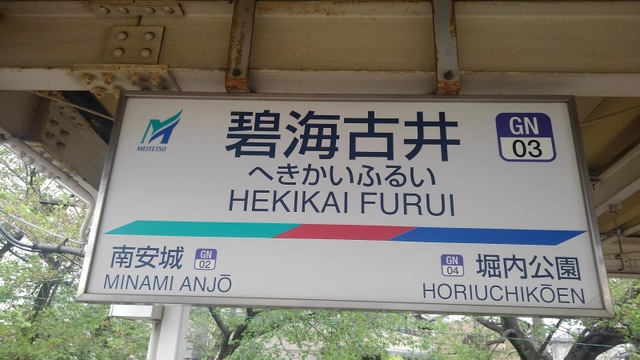 MEITETSU
碧海古井
GN
03
へきかいふるい
HEKIKAI FURUI
南安城
GN
02
MINAMI ANJŌ
GN
04
堀内公園
HORIUCHIKŌEN